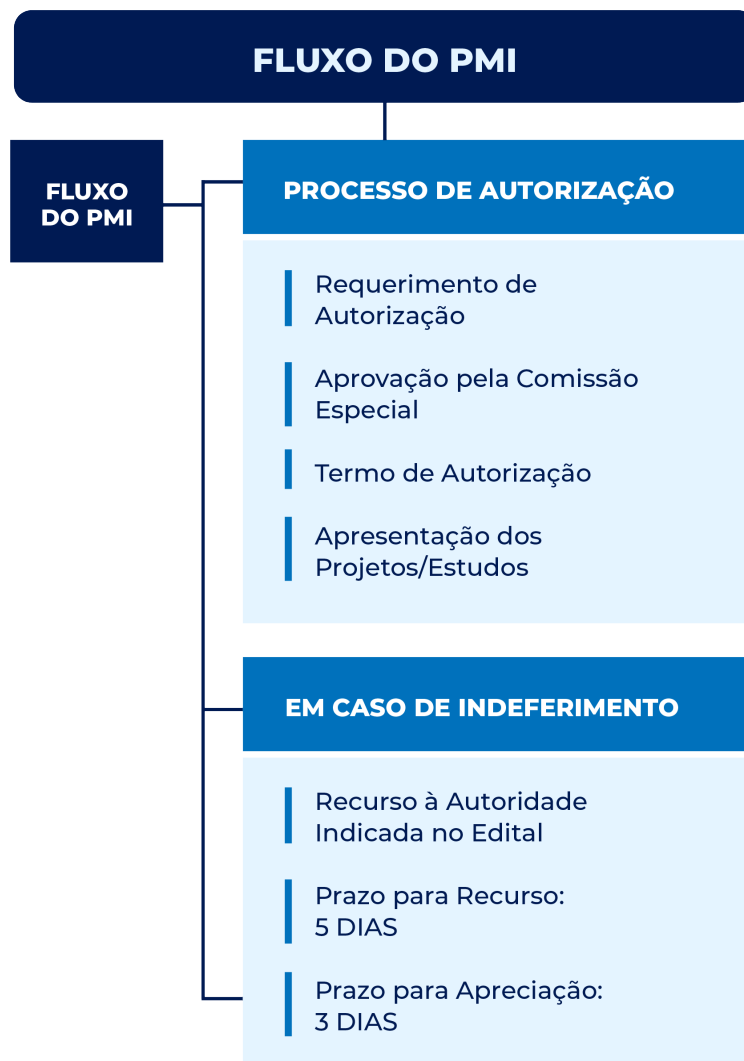 FLUXO DO PMI
FLUXO
DO PMI
PROCESSO DE AUTORIZAÇÃO
Requerimento de
Autorização
Aprovação pela Comissão
Especial
Termo de Autorização
Apresentação dos
Projetos/Estudos
EM CASO DE INDEFERIMENTO
Recurso à Autoridade
Indicada no Edital
Prazo para Recurso:
5 DIAS
Prazo para Apreciação:
3 DIAS